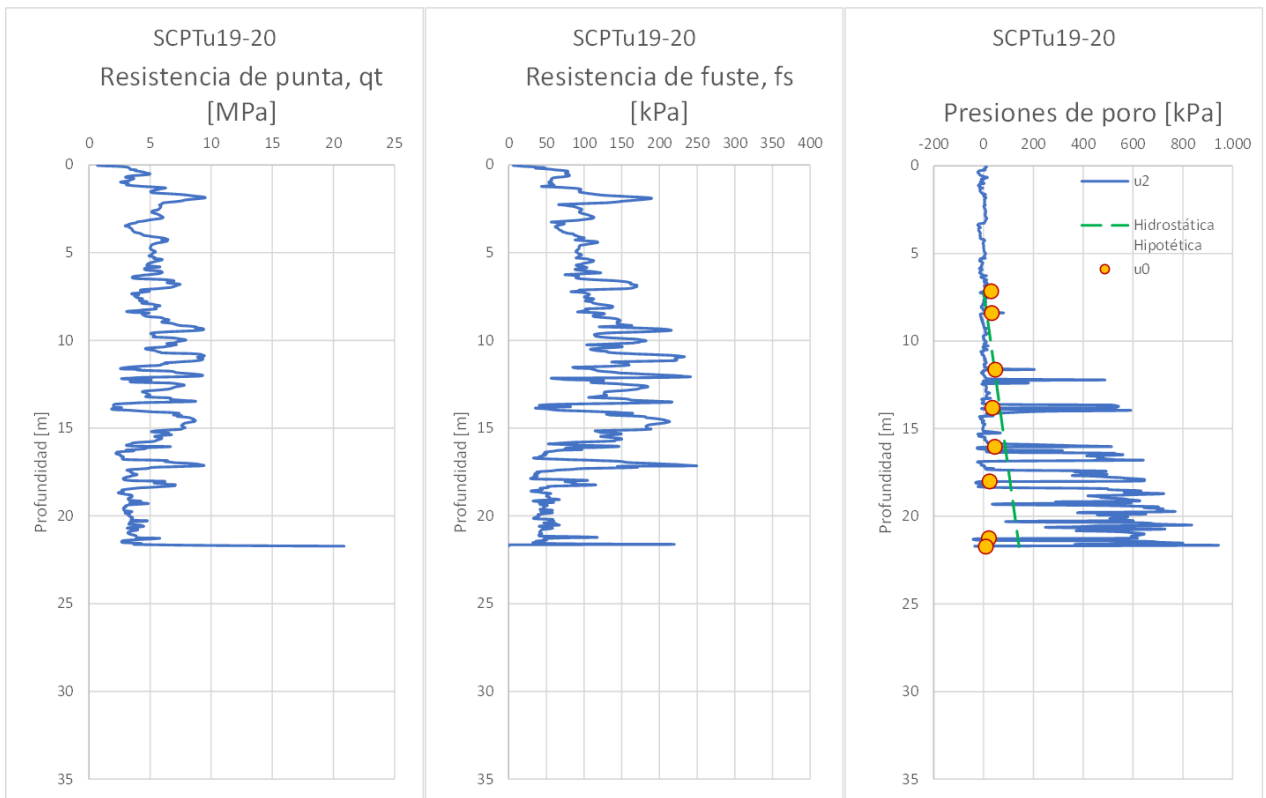 SCPTu19-20
Resistencia de punta, qt
[MPa]
0 5 10 15 20 25
0
5
10
15
20
25
30
35
Profundidad [m]
SCPTu19-20
Resistencia de fuste, fs
[kPa]
0 50 100 150 200 250 300 350 400
0
5
10
15
20
25
30
35
Profundidad [m]
SCPTu19-20
Presiones de poro [kPa]
-200 0 200 400 600 800 1.000
0
5
10
15
20
25
30
35
Profundidad [m]
u2
Hidrostática
Hipotética
u0